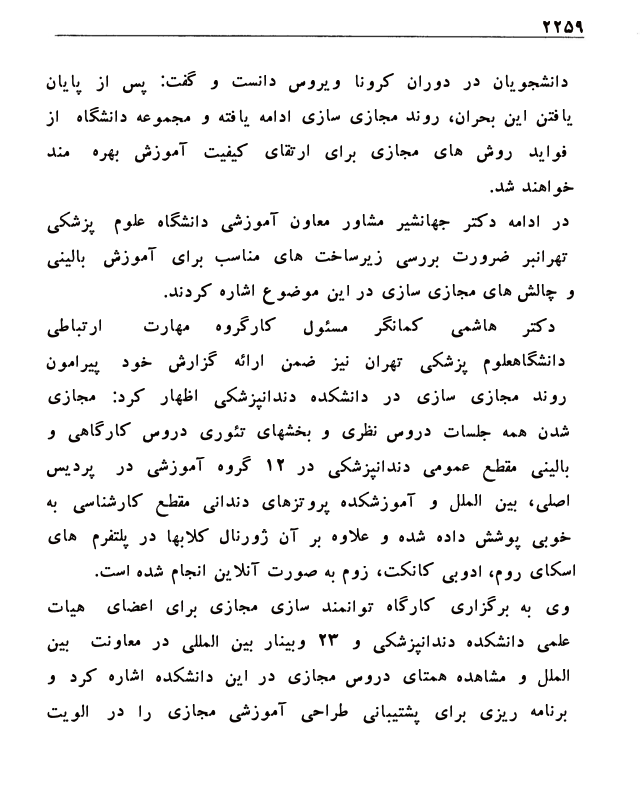 ۲۲۵۹
دانشجویان در دوران کرونا ویروس دانست و گفت: پس از پایان
یافتن این بحران، روند مجازی سازی ادامه یافته و مجموعه دانشگاه از
فواید روش های مجازی برای ارتقای کیفیت آموزش بهره مند
خواهند شد.
در ادامه دکتر جهانشیر مشاور معاون آموزشی دانشگاه علوم پزشکی
تهرانبر ضرورت بررسی زیرساخت های مناسب برای آموزش بالینی
و چالش های مجازی سازی در این موضوع اشاره کردند.
دکتر هاشمی کمانگر مسئول کارگروه مهارت ارتباطی
دانشگاهعلوم پزشکی تهران نیز ضمن ارائه گزارش خود پیرامون
روند مجازی سازی در دانشکده دندانپزشکی اظهار کرد: مجازی
شدن همه جلسات دروس نظری و بخشهای تئوری دروس کارگاهی و
بالینی مقطع عمومی دندانپزشکی در ۱۲ گروه آموزشی در پردیس
اصلی، بین الملل و آموزشکده پروتزهای دندانی مقطع کارشناسی به
خوبی پوشش داده شده و علاوه بر آن ژورنال کلابها در پلتفرم های
اسکای روم، ادوبی کانکت، زوم به صورت آنلاین انجام شده است.
وی به برگزاری کارگاه توانمند سازی مجازی برای اعضای هیات
علمی دانشکده دندانپزشکی و ۲۳ وبینار بین المللی در معاونت بین
الملل و مشاهده همتای دروس مجازی در این دانشکده اشاره کرد و
برنامه ریزی برای پشتیبانی طراحی آموزشی مجازی را در الویت